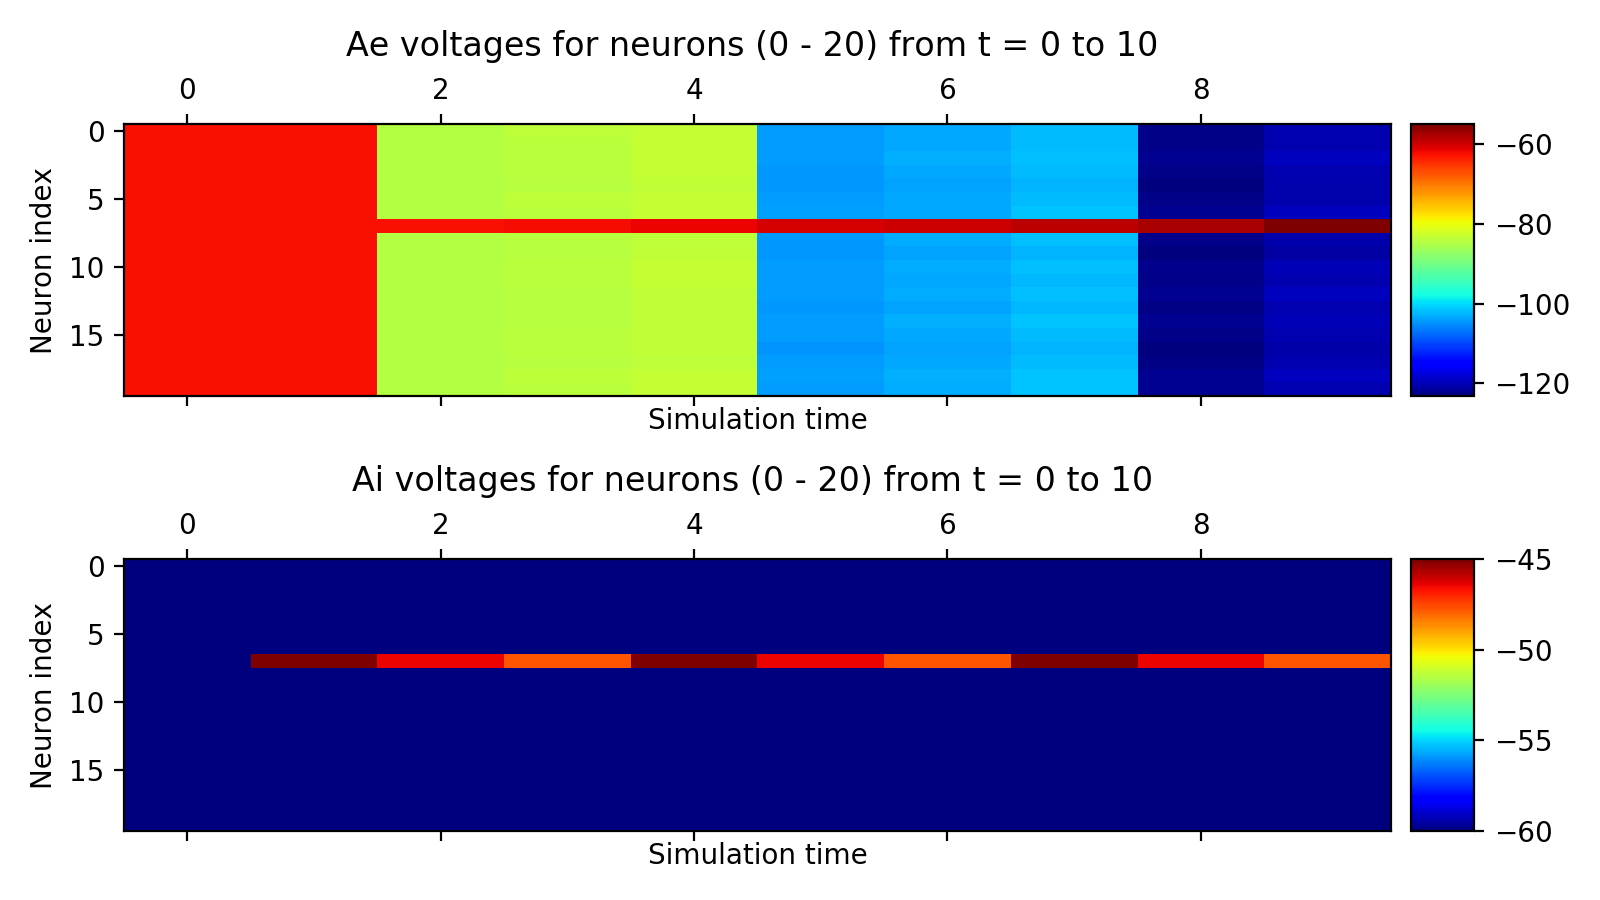 Ae voltages for neurons (0 - 20) from t = 0 to 10
0 2 4 6 8
Neuron index
0
5
10
15
−60
−80
−100
−120
Simulation time
Ai voltages for neurons (0 - 20) from t = 0 to 10
0 2 4 6 8
Neuron index
0
5
10
15
−45
−50
−55
−60
Simulation time